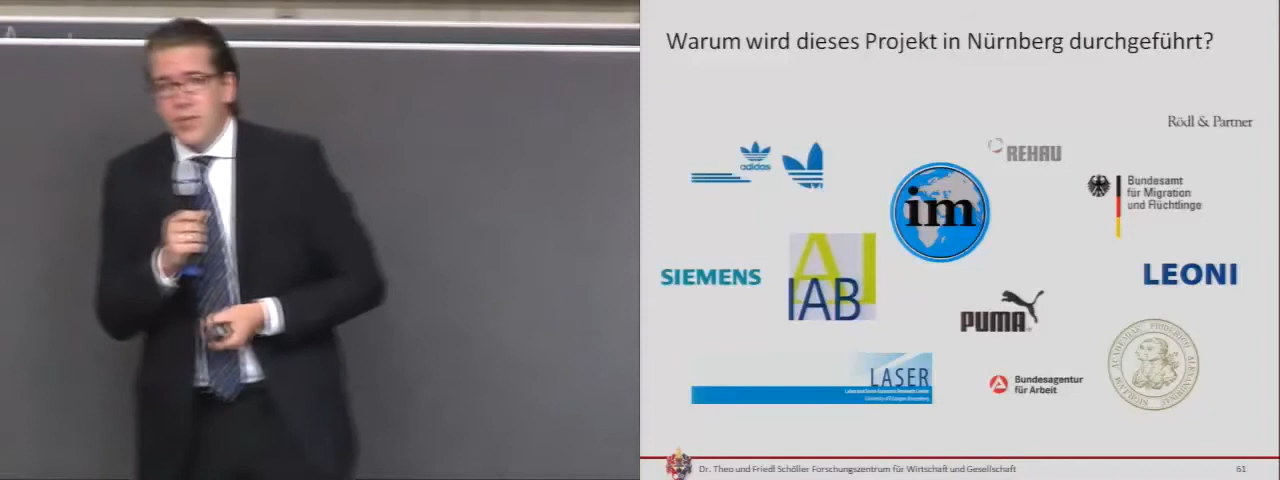 Warum wird dieses Projekt in Nürnberg durchgeführt?
Rödl & Partner
adidas
REHAU
im
Bundesamt
für Migration
und Flüchtlinge
SIEMENS
IAB
LEONI
PUMA
LASER
Bundesagentur
für Arbeit
Dr. Theo und Friedl Schöller Forschungszentrum für Wirtschaft und Gesellschaft
61